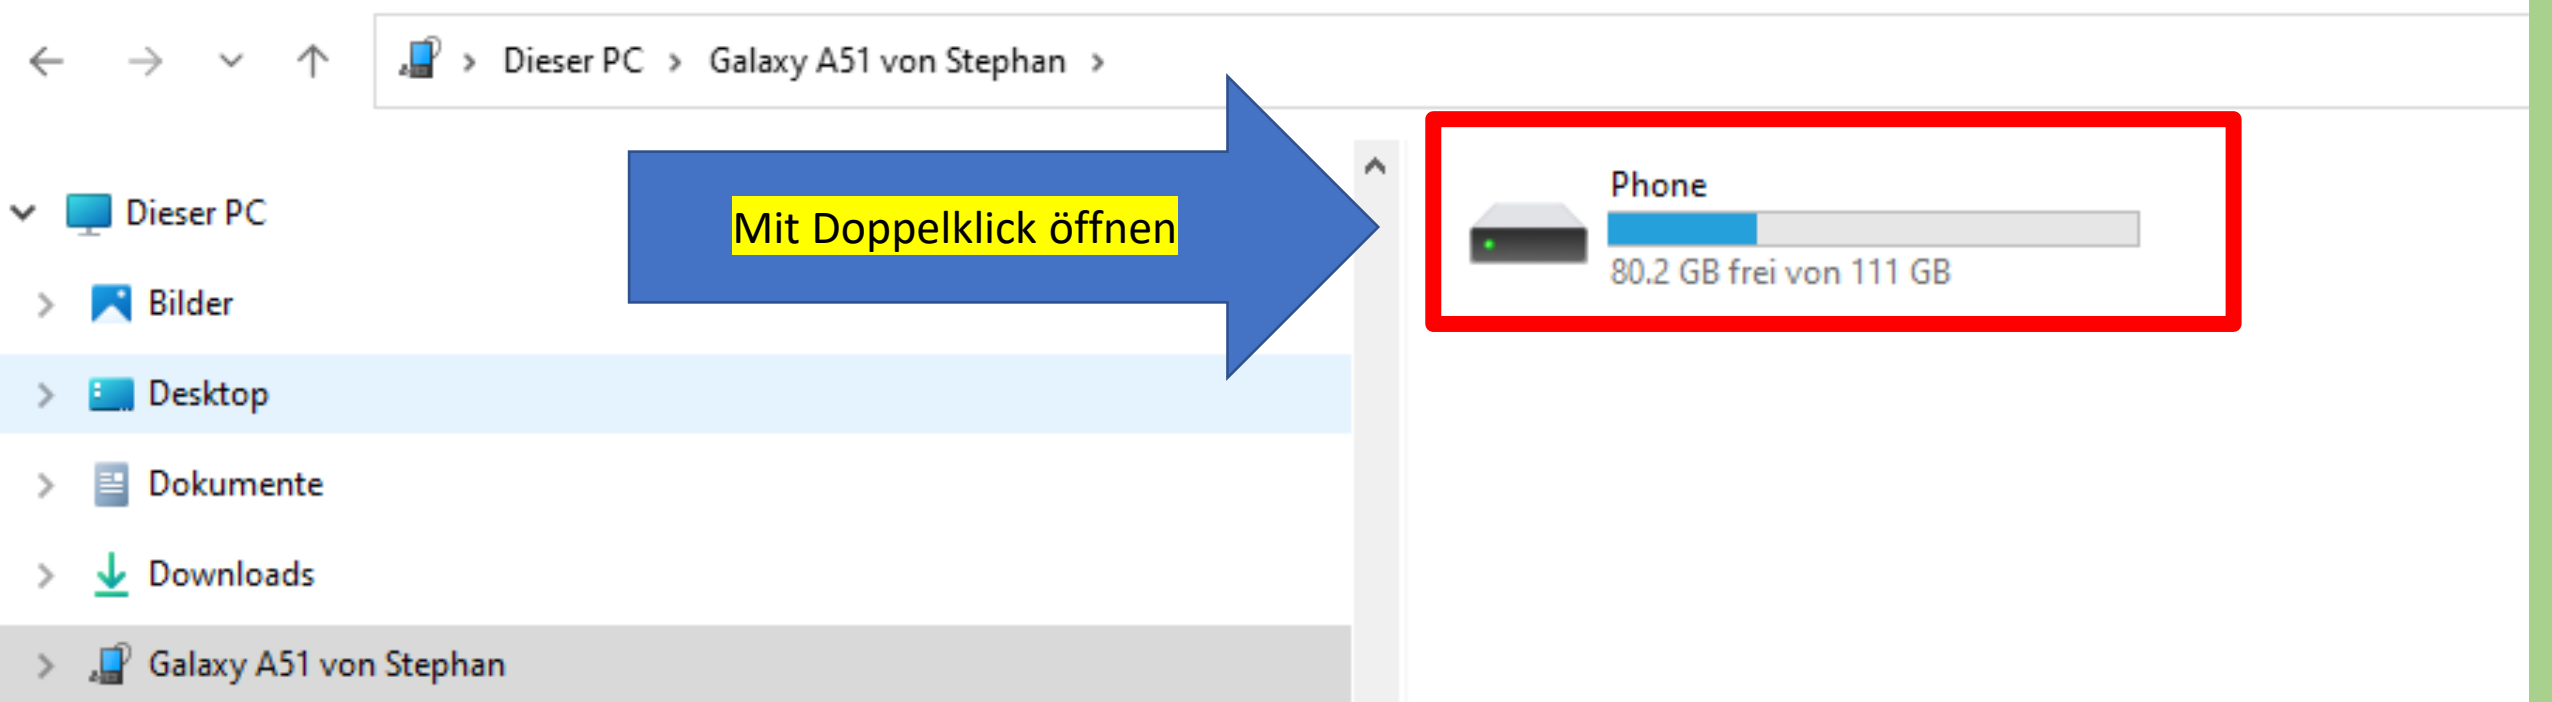 Dieser PC > Galaxy A51 von Stephan >
Dieser PC
Bilder
Desktop
Dokumente
Downloads
Galaxy A51 von Stephan
Mit Doppelklick öffnen
Phone
80.2 GB frei von 111 GB